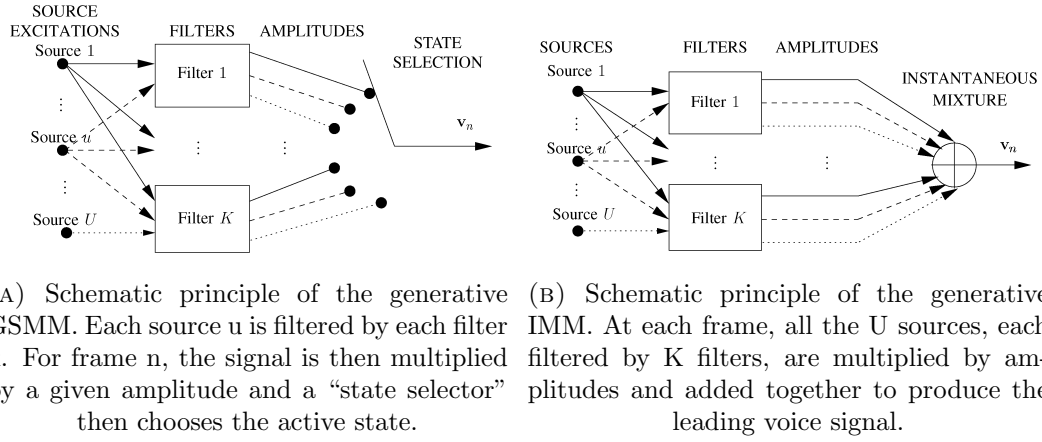 SOURCE
EXCITATIONS
FILTERS
AMPLITUDES
STATE
SELECTION
Source 1
Filter 1
Source u
v_n
Source U
Filter K
SOURCES
FILTERS
AMPLITUDES
INSTANTANEOUS
MIXTURE
Source 1
Filter 1
Source u
v_n
Source U
Filter K
A) Schematic principle of the generative
GSMM. Each source u is filtered by each filter
. For frame n, the signal is then multiplied
by a given amplitude and a “state selector”
then chooses the active state.
(B) Schematic principle of the generative
IMM. At each frame, all the U sources, each
filtered by K filters, are multiplied by am-
plitudes and added together to produce the
leading voice signal.